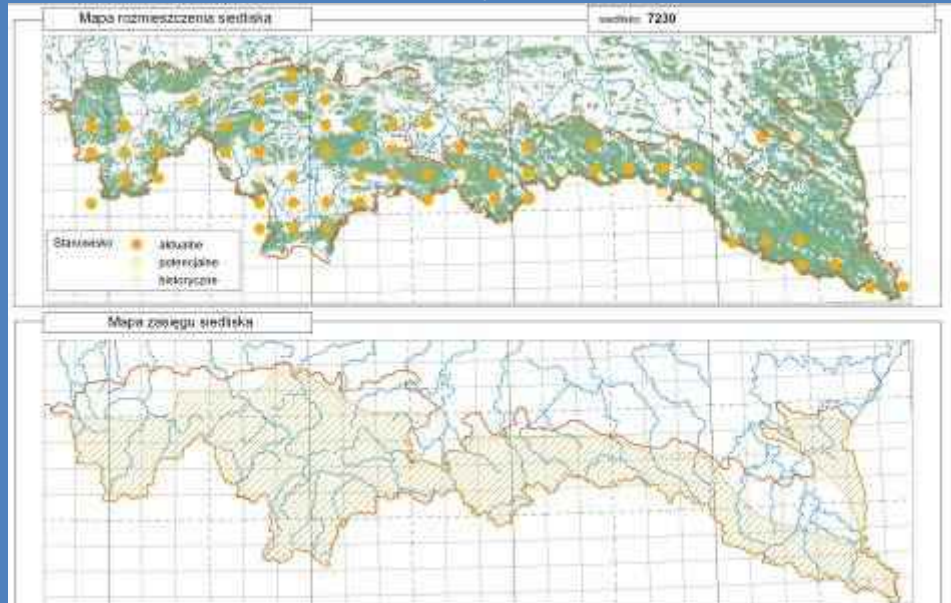 Mapa rozmieszczenia siedliska
siedlisko: 7230
Stanowisko
aktualne
potencjalne
historyczne
Mapa zasięgu siedliska